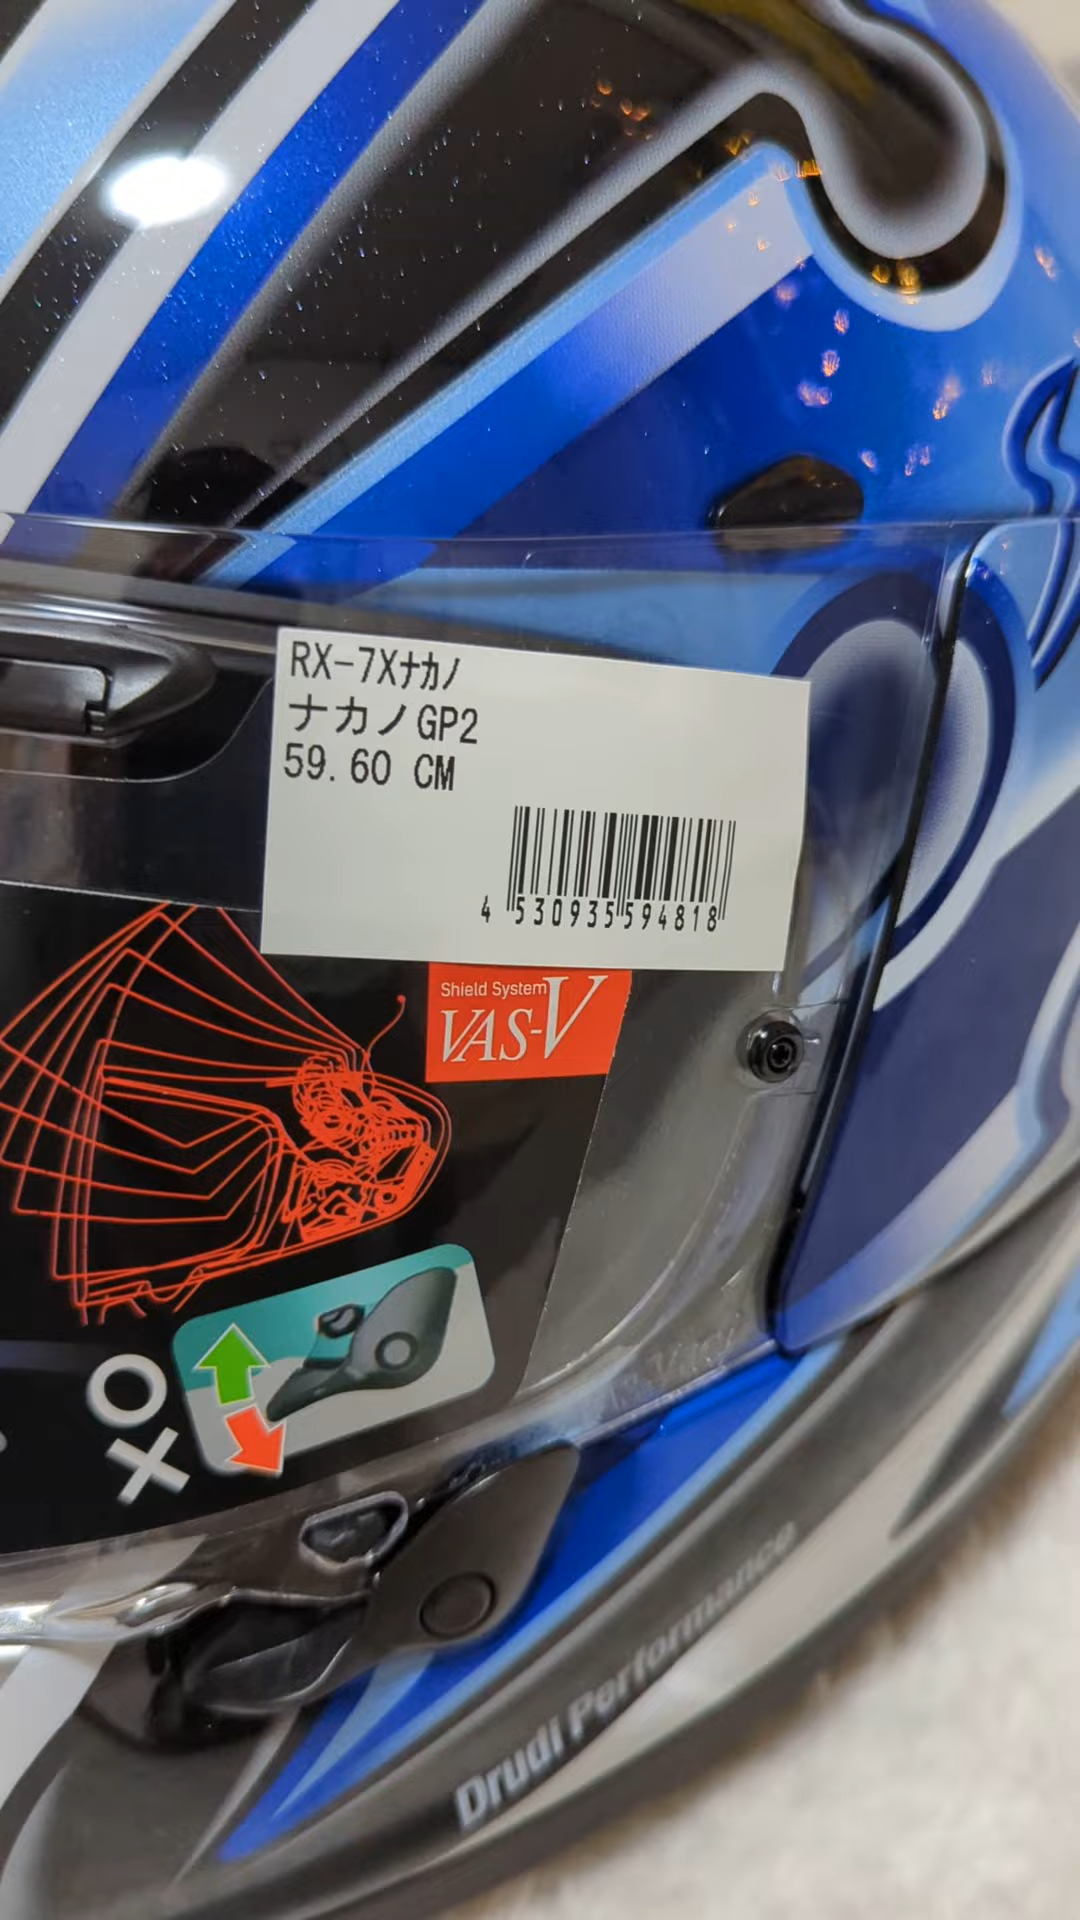 RX-7Xﾅｶﾉ
ナカノGP2
59.60 CM
4 530935 594818
Shield System
VAS-V
Drudi Performance